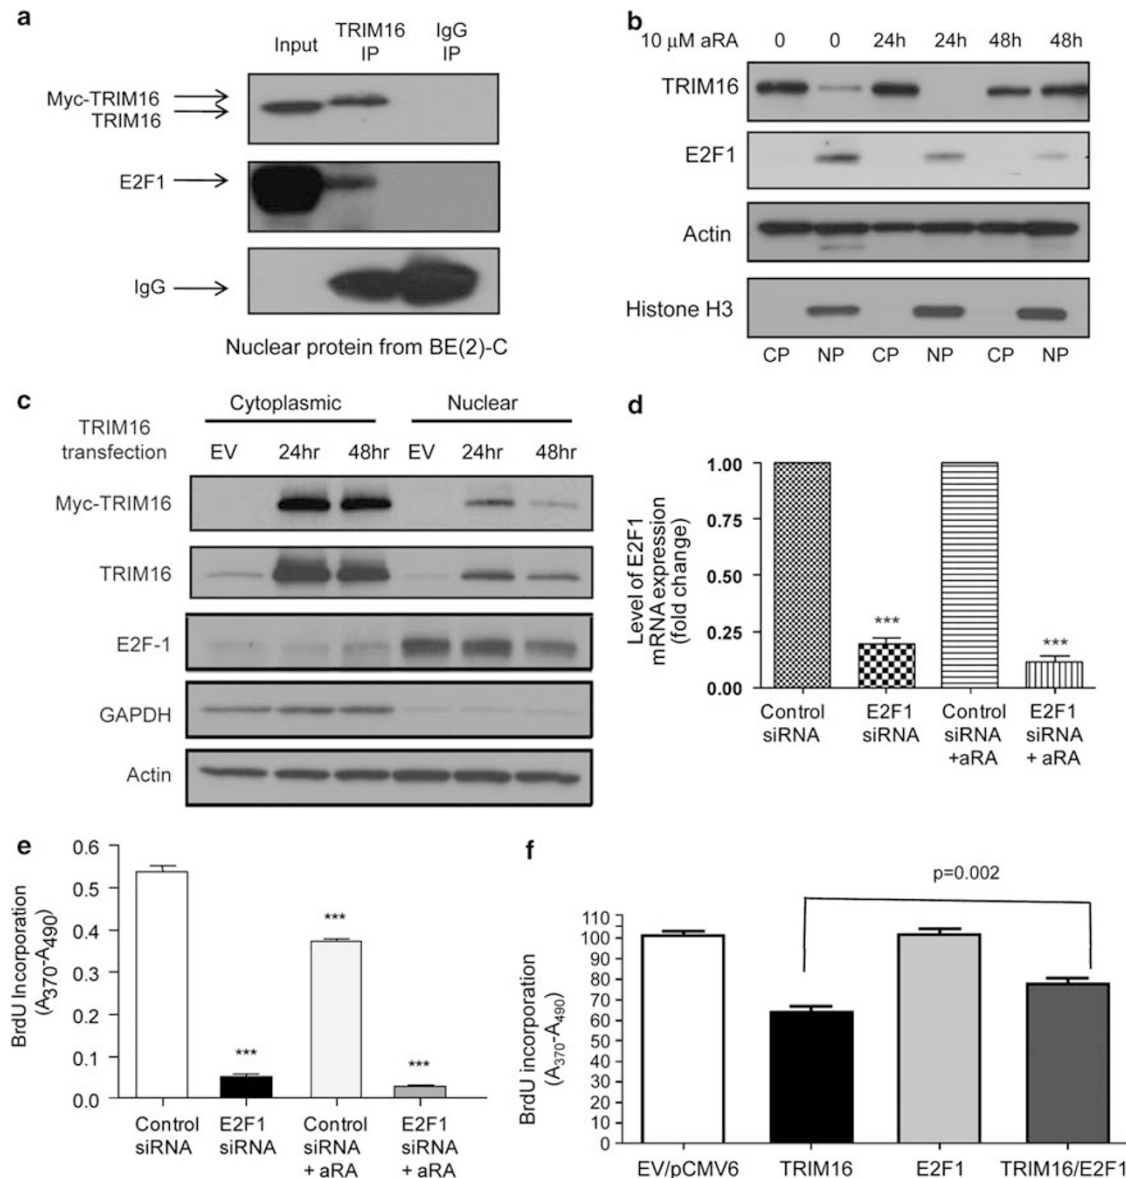 a
Input TRIM16 IP IgG IP
Myc-TRIM16
TRIM16
E2F1
IgG
Nuclear protein from BE(2)-C
b
10 μM aRA 0 0 24h 24h 48h 48h
TRIM16
E2F1
Actin
Histone H3
CP NP CP NP CP NP
c
Cytoplasmic Nuclear
TRIM16 transfection
EV 24hr 48hr EV 24hr 48hr
Myc-TRIM16
TRIM16
E2F-1
GAPDH
Actin
d
Level of E2F1
mRNA expression
(fold change)
1.00
0.75
0.50
0.25
0.00
***
***
Control siRNA
E2F1 siRNA
Control siRNA +aRA
E2F1 siRNA + aRA
e
BrdU Incorporation
(A370-A490)
0.6
0.5
0.4
0.3
0.2
0.1
0.0
***
***
***
Control siRNA
E2F1 siRNA
Control siRNA + aRA
E2F1 siRNA + aRA
f
p=0.002
BrdU incorporation
(A370-A490)
110
100
90
80
70
60
50
40
30
20
10
0
EV/pCMV6 TRIM16 E2F1 TRIM16/E2F1